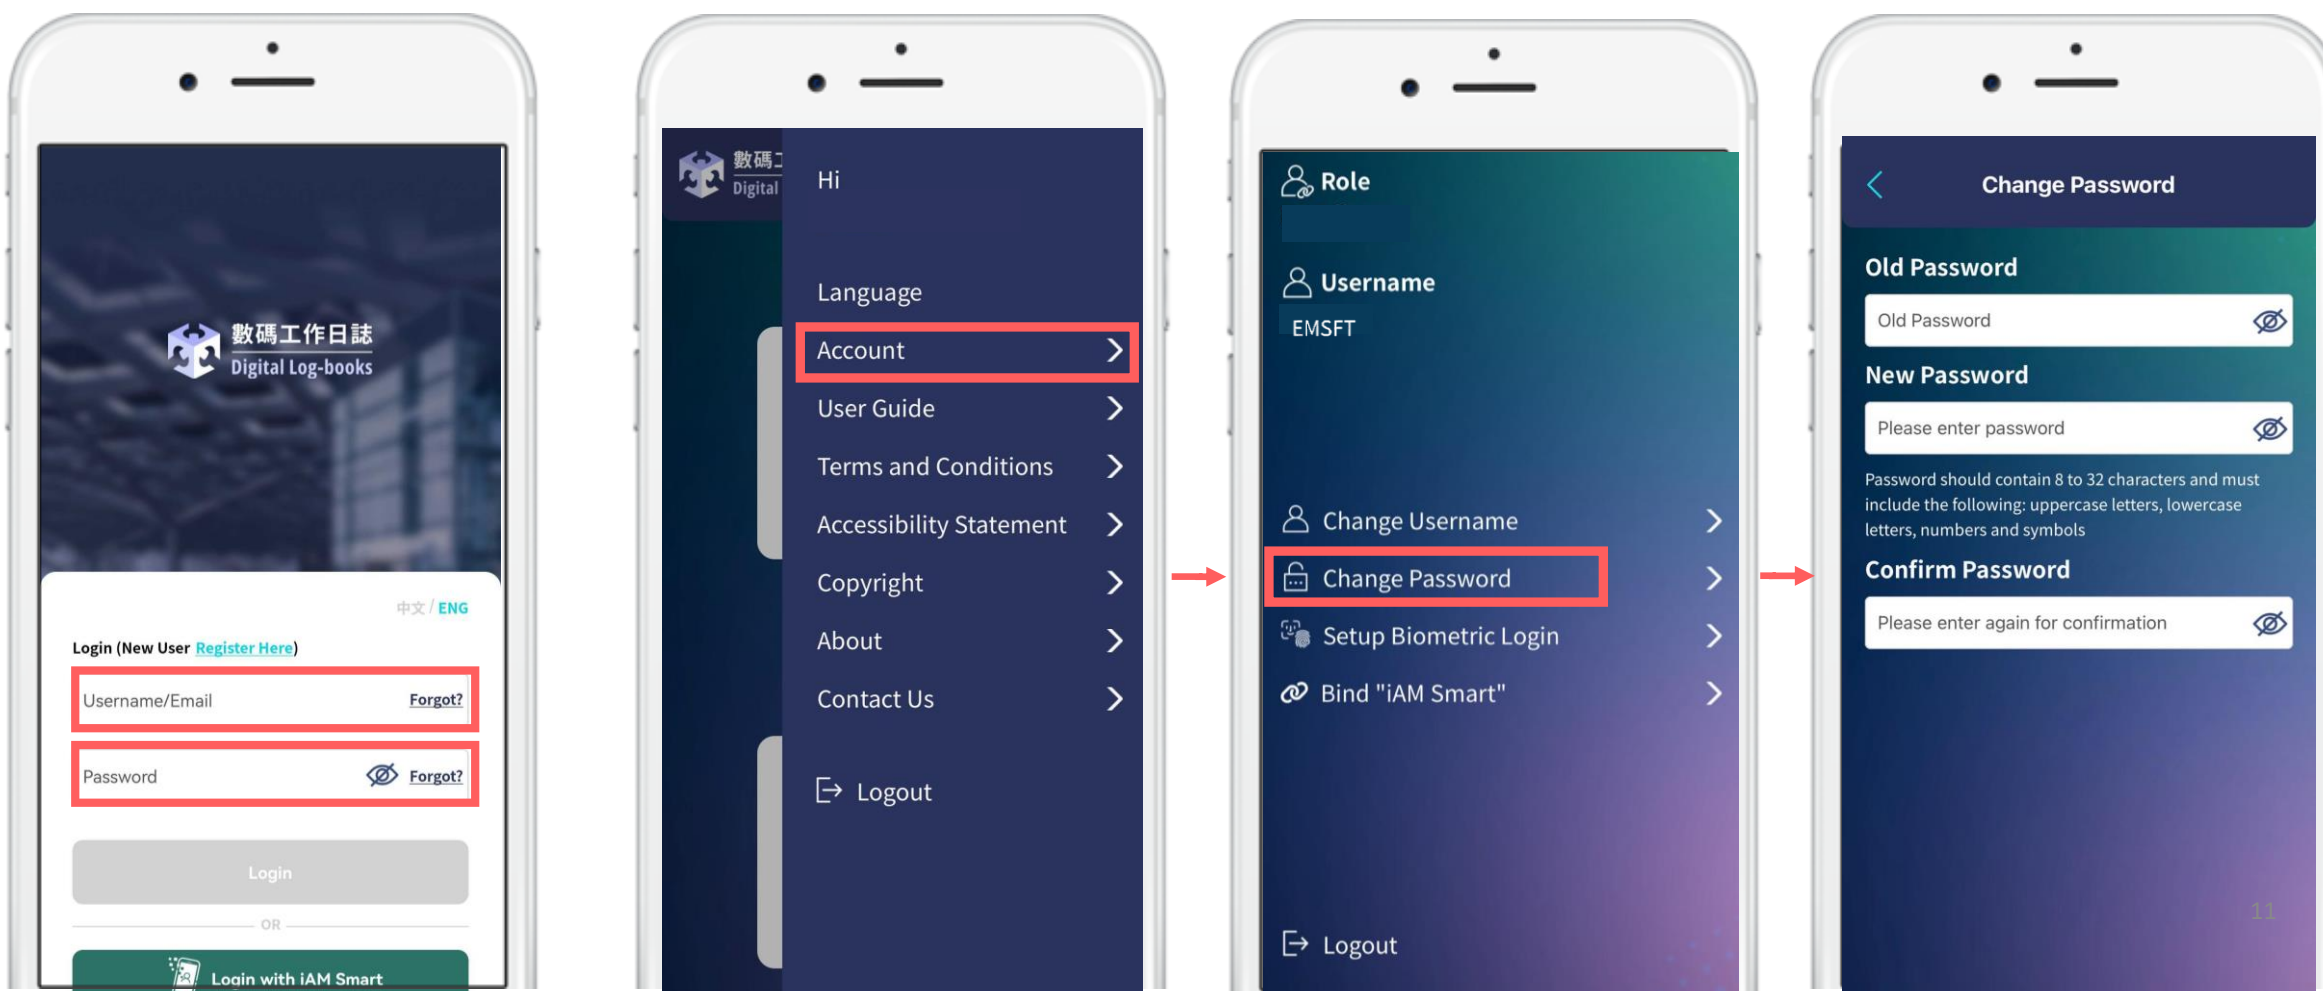 數碼工作日誌
Digital Log-books
中文 / ENG
Login (New User Register Here)
Username/Email Forgot?
Password Forgot?
Login
OR
Login with iAM Smart
數碼工
Digital
Hi
Language
Account
User Guide
Terms and Conditions
Accessibility Statement
Copyright
About
Contact Us
Logout
Role
Username
EMSFT
Change Username
Change Password
Setup Biometric Login
Bind "iAM Smart"
Logout
Change Password
Old Password
Old Password
New Password
Please enter password
Password should contain 8 to 32 characters and must
include the following: uppercase letters, lowercase
letters, numbers and symbols
Confirm Password
Please enter again for confirmation
11